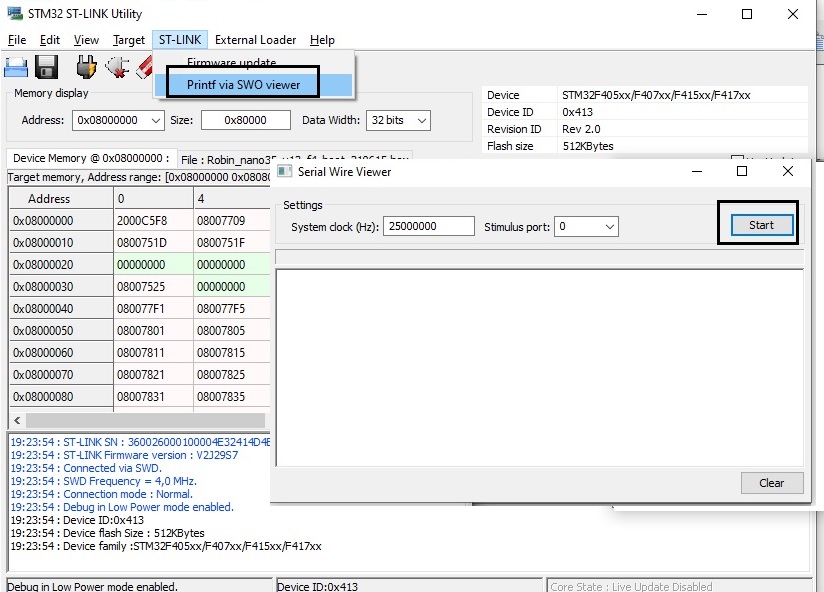 STM32 ST-LINK Utility
File Edit View Target ST-LINK External Loader Help
Firmware update
Printf via SWO viewer
Memory display
Address: 0x08000000 Size: 0x80000 Data Width: 32 bits
Device STM32F405xx/F407xx/F415xx/F417xx
Device ID 0x413
Revision ID Rev 2.0
Flash size 512KBytes
Device Memory @ 0x08000000 :
Target memory, Address range: [0x08000000 0x0808
Address 0 4
0x08000000 2000C5F8 08007709
0x08000010 0800751D 0800751F
0x08000020 00000000 00000000
0x08000030 08007525 00000000
0x08000040 080077F1 080077F5
0x08000050 08007801 08007805
0x08000060 08007811 08007815
0x08000070 08007821 08007825
0x08000080 08007831 08007835
Serial Wire Viewer
Settings
System clock (Hz): 25000000 Stimulus port: 0 Start
Clear
19:23:54 : ST-LINK SN : 360026000100004E32414D4E
19:23:54 : ST-LINK Firmware version : V2J29S7
19:23:54 : Connected via SWD.
19:23:54 : SWD Frequency = 4,0 MHz.
19:23:54 : Connection mode : Normal.
19:23:54 : Debug in Low Power mode enabled.
19:23:54 : Device ID:0x413
19:23:54 : Device flash Size : 512KBytes
19:23:54 : Device family :STM32F405xx/F407xx/F415xx/F417xx
Debug in Low Power mode enabled. Device ID:0x413 Core State : Live Update Disabled